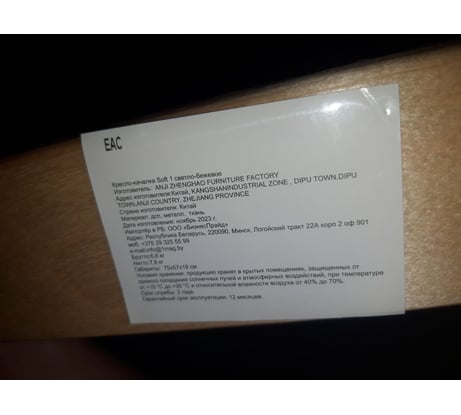 EAC
Кресло-качалка Soft 1 светло-бежевое
Изготовитель: ANJI ZHENGHAO FURNITURE FACTORY
Адрес изготовителя:Китай, KANGSHANINDUSTRIAL ZONE , DIPU TOWN,DIPU
TOWN,ANJI COUNTRY, ZHEJIANG PROVINCE
Страна изготовителя: Китай
Материал: дсп, металл, ткань
Дата изготовления: ноябрь 2023 г.
Импортёр в РБ: ООО «БизнесПрайд»
Адрес: Республика Беларусь, 220090, Минск, Логойский тракт 22А корп 2 оф 901
моб. +375 29 325 55 99
e-mail:info@1mag.by
Брутто:6,8 кг
Нетто:7,8 кг
Габариты: 75х57х19 см
Условия хранения: продукцию хранят в крытых помещениях, защищенных от
прямого попадания солнечных лучей и атмосферных воздействий, при температуре
от +15 °С до +30 °С и относительной влажности воздуха от 40% до 70%.
Срок службы: 3 года
Гарантийный срок эксплуатации: 12 месяцев.